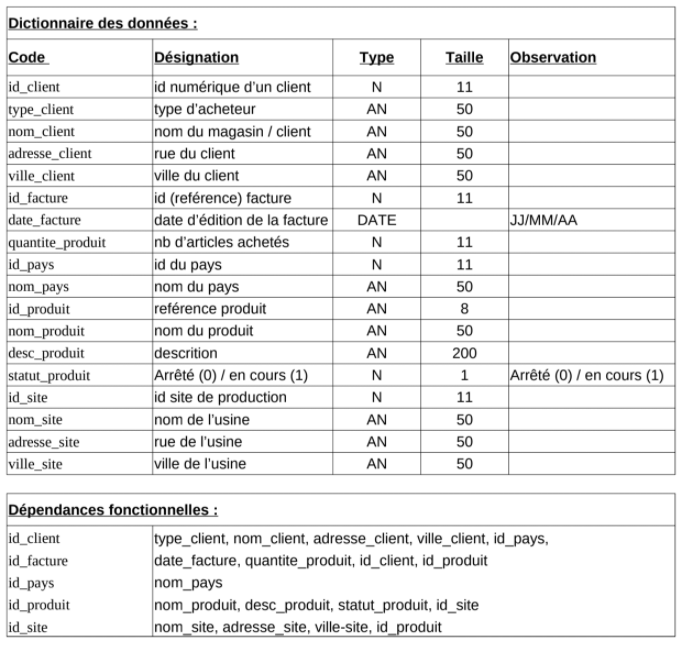 Dictionnaire des données :
Code Désignation Type Taille Observation
id_client id numérique d'un client N 11
type_client type d'acheteur AN 50
nom_client nom du magasin / client AN 50
adresse_client rue du client AN 50
ville_client ville du client AN 50
id_facture id (reférence) facture N 11
date_facture date d'édition de la facture DATE JJ/MM/AA
quantite_produit nb d'articles achetés N 11
id_pays id du pays N 11
nom_pays nom du pays AN 50
id_produit reférence produit AN 8
nom_produit nom du produit AN 50
desc_produit descrition AN 200
statut_produit Arrêté (0) / en cours (1) N 1 Arrêté (0) / en cours (1)
id_site id site de production N 11
nom_site nom de l'usine AN 50
adresse_site rue de l'usine AN 50
ville_site ville de l'usine AN 50
Dépendances fonctionnelles :
id_client type_client, nom_client, adresse_client, ville_client, id_pays,
id_facture date_facture, quantite_produit, id_client, id_produit
id_pays nom_pays
id_produit nom_produit, desc_produit, statut_produit, id_site
id_site nom_site, adresse_site, ville-site, id_produit